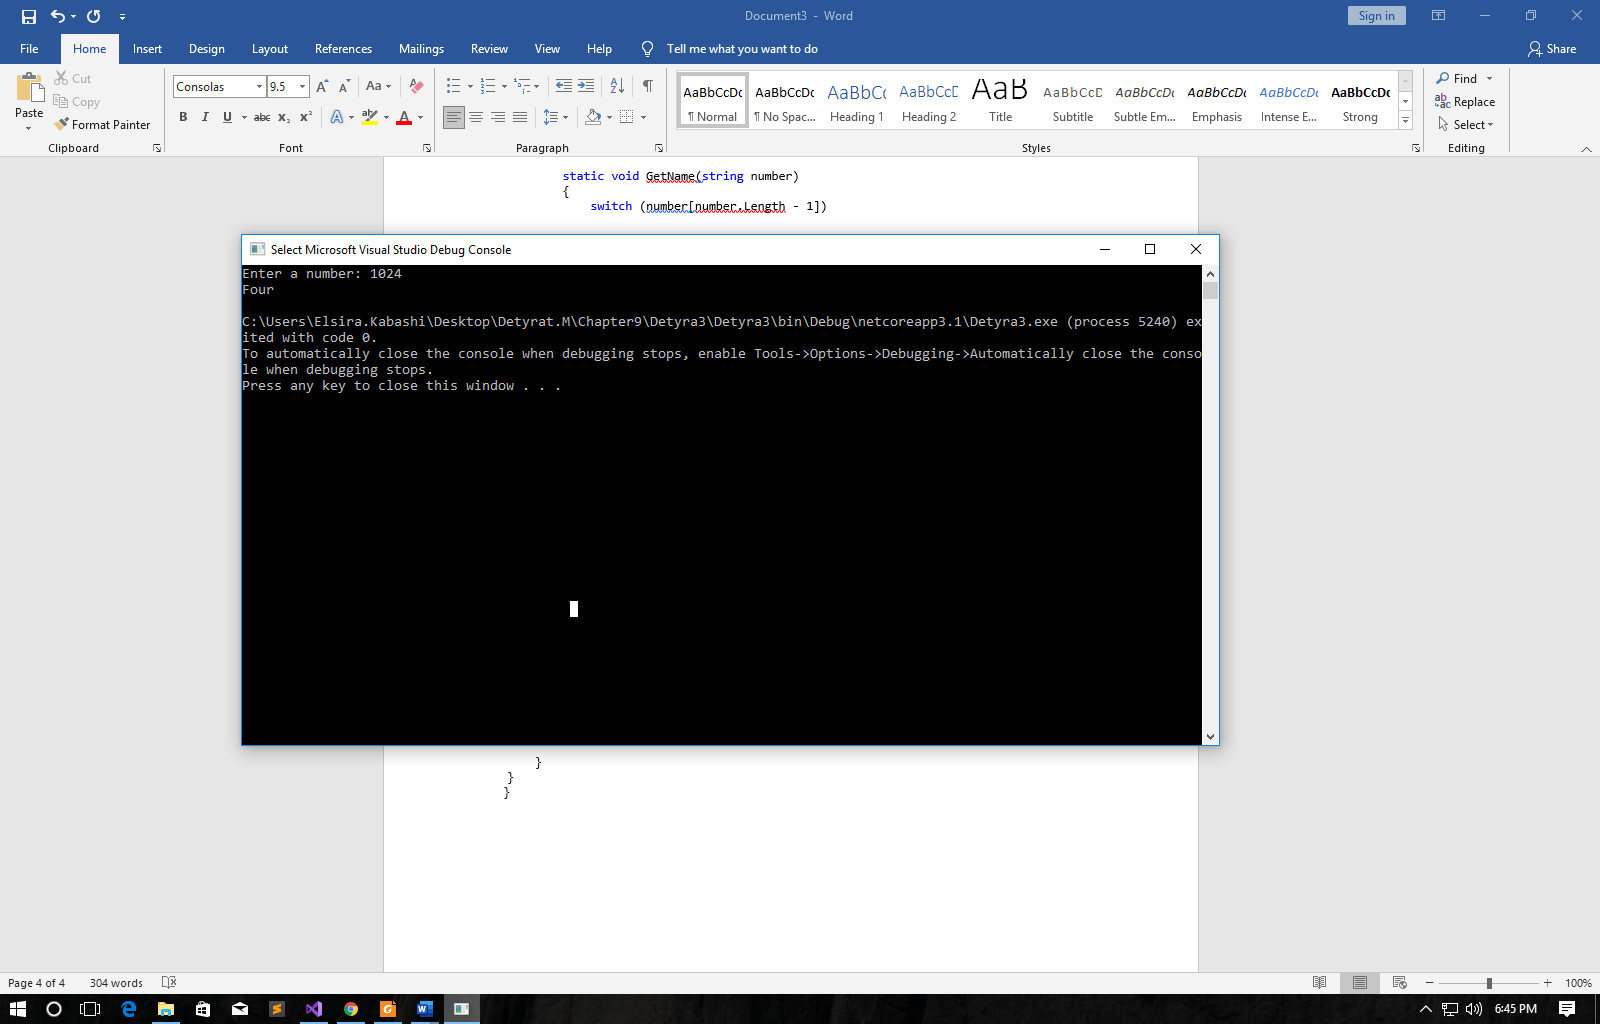 Document3 - Word
Sign in
File Home Insert Design Layout References Mailings Review View Help Tell me what you want to do Share
Paste
Cut
Copy
Format Painter
Clipboard
Consolas 9.5
Aa
B I U abc x₂ x²
A ab A
Font
Paragraph
AaBbCcDc AaBbCcDc AaBbCc AaBbCcD AaB AaBbCcD AaBbCcDc AaBbCcDc AaBbCcDc AaBbCcDc
¶ Normal ¶ No Spac... Heading 1 Heading 2 Title Subtitle Subtle Em... Emphasis Intense E... Strong
Styles
Find
Replace
Select
Editing
static void GetName(string number)
{
switch (number[number.Length - 1])
Select Microsoft Visual Studio Debug Console
Enter a number: 1024
Four
C:\Users\Elsira.Kabashi\Desktop\Detyrat.M\Chapter9\Detyra3\Detyra3\bin\Debug\netcoreapp3.1\Detyra3.exe (process 5240) ex
ited with code 0.
To automatically close the console when debugging stops, enable Tools->Options->Debugging->Automatically close the conso
le when debugging stops.
Press any key to close this window . . .
}
}
}
Page 4 of 4 304 words 100%
6:45 PM